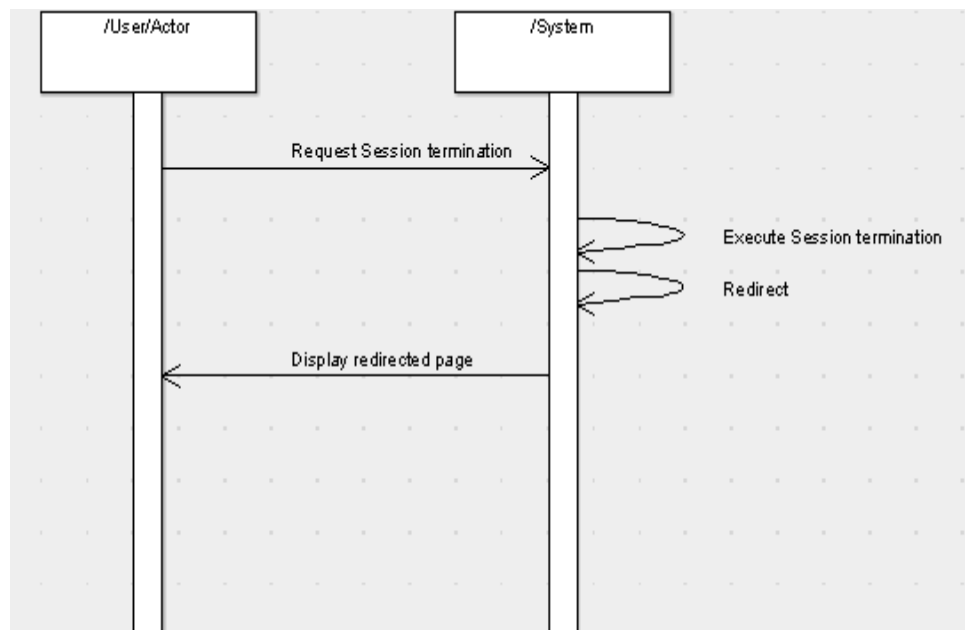 /User/Actor
/System
Request Session termination
Execute Session termination
Redirect
Display redirected page